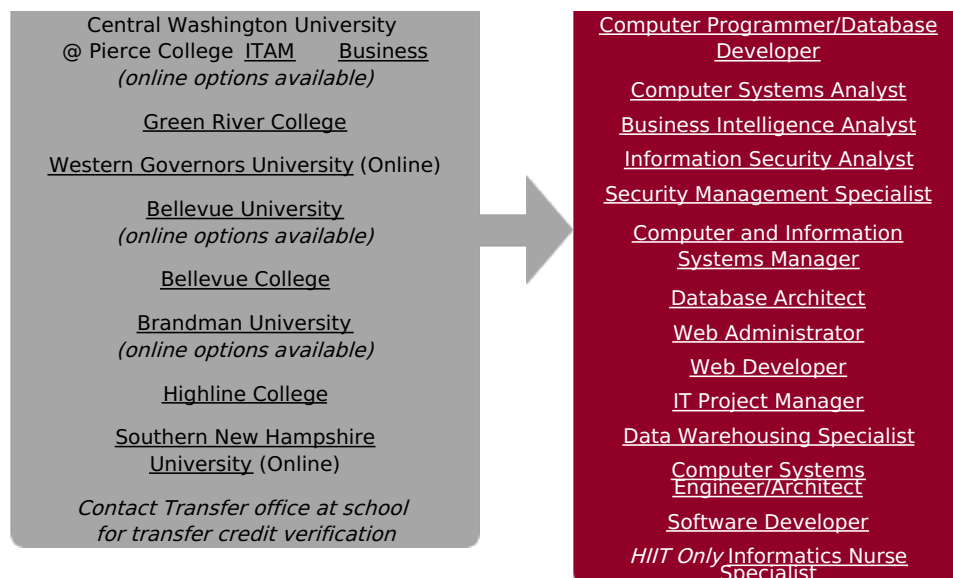 Central Washington University
@ Pierce College ITAM Business
(online options available)
Green River College
Western Governors University (Online)
Bellevue University
(online options available)
Bellevue College
Brandman University
(online options available)
Highline College
Southern New Hampshire
University (Online)
Contact Transfer office at school
for transfer credit verification
Computer Programmer/Database
Developer
Computer Systems Analyst
Business Intelligence Analyst
Information Security Analyst
Security Management Specialist
Computer and Information
Systems Manager
Database Architect
Web Administrator
Web Developer
IT Project Manager
Data Warehousing Specialist
Computer Systems
Engineer/Architect
Software Developer
HIIT Only Informatics Nurse
Specialist